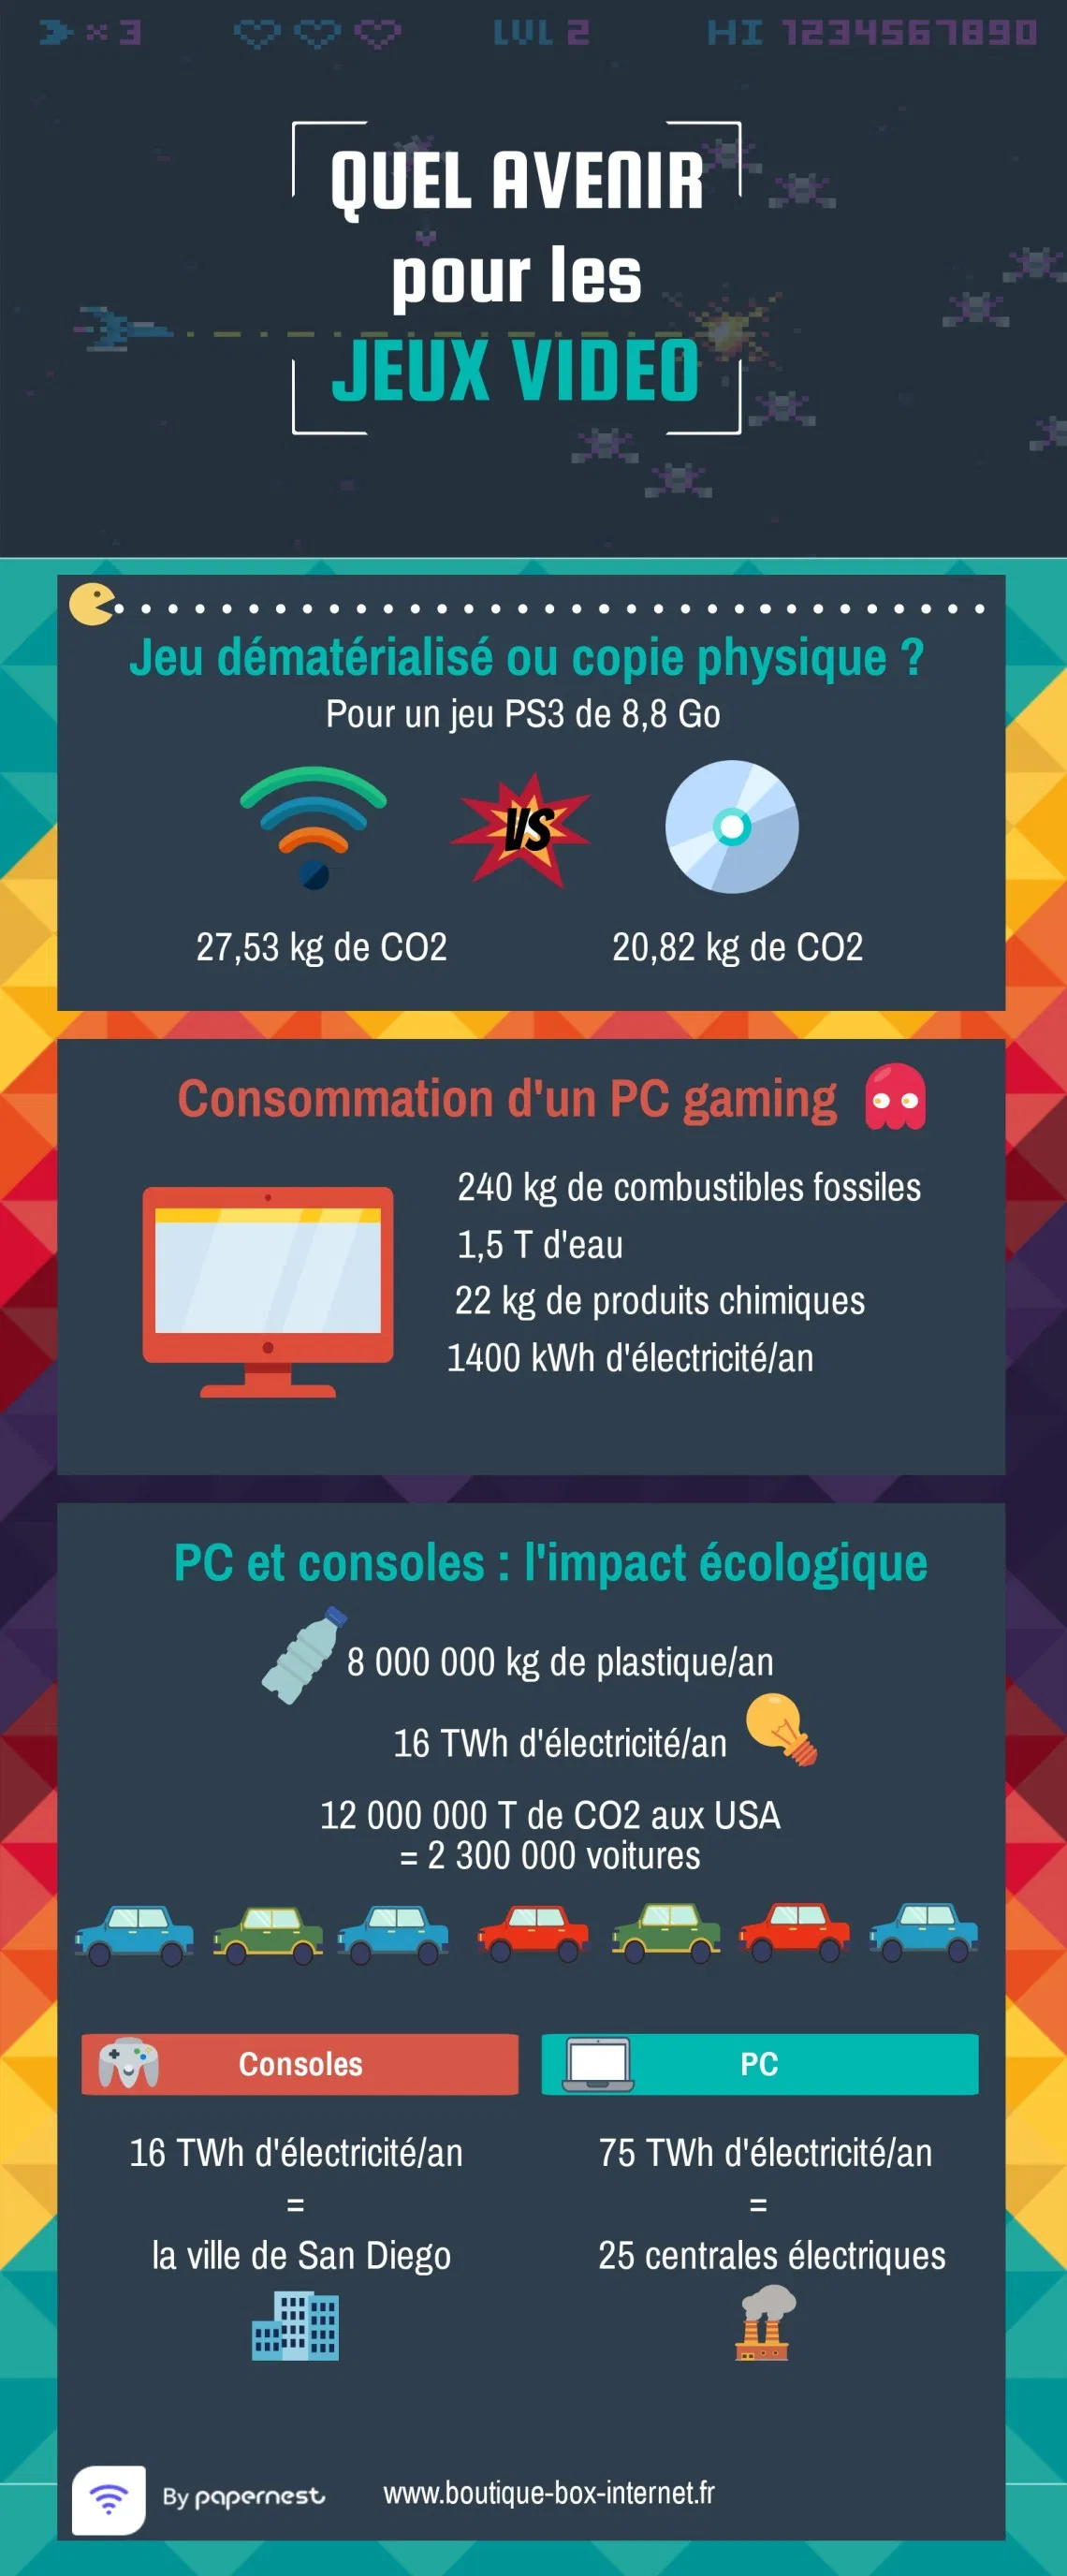 x 3 LVL 2 HI 1234567890
QUEL AVENIR
pour les
JEUX VIDEO
Jeu dématérialisé ou copie physique ?
Pour un jeu PS3 de 8,8 Go
VS
27,53 kg de CO2 20,82 kg de CO2
Consommation d'un PC gaming
240 kg de combustibles fossiles
1,5 T d'eau
22 kg de produits chimiques
1400 kWh d'électricité/an
PC et consoles : l'impact écologique
8 000 000 kg de plastique/an
16 TWh d'électricité/an
12 000 000 T de CO2 aux USA
= 2 300 000 voitures
Consoles PC
16 TWh d'électricité/an 75 TWh d'électricité/an
= =
la ville de San Diego 25 centrales électriques
By papernest www.boutique-box-internet.fr